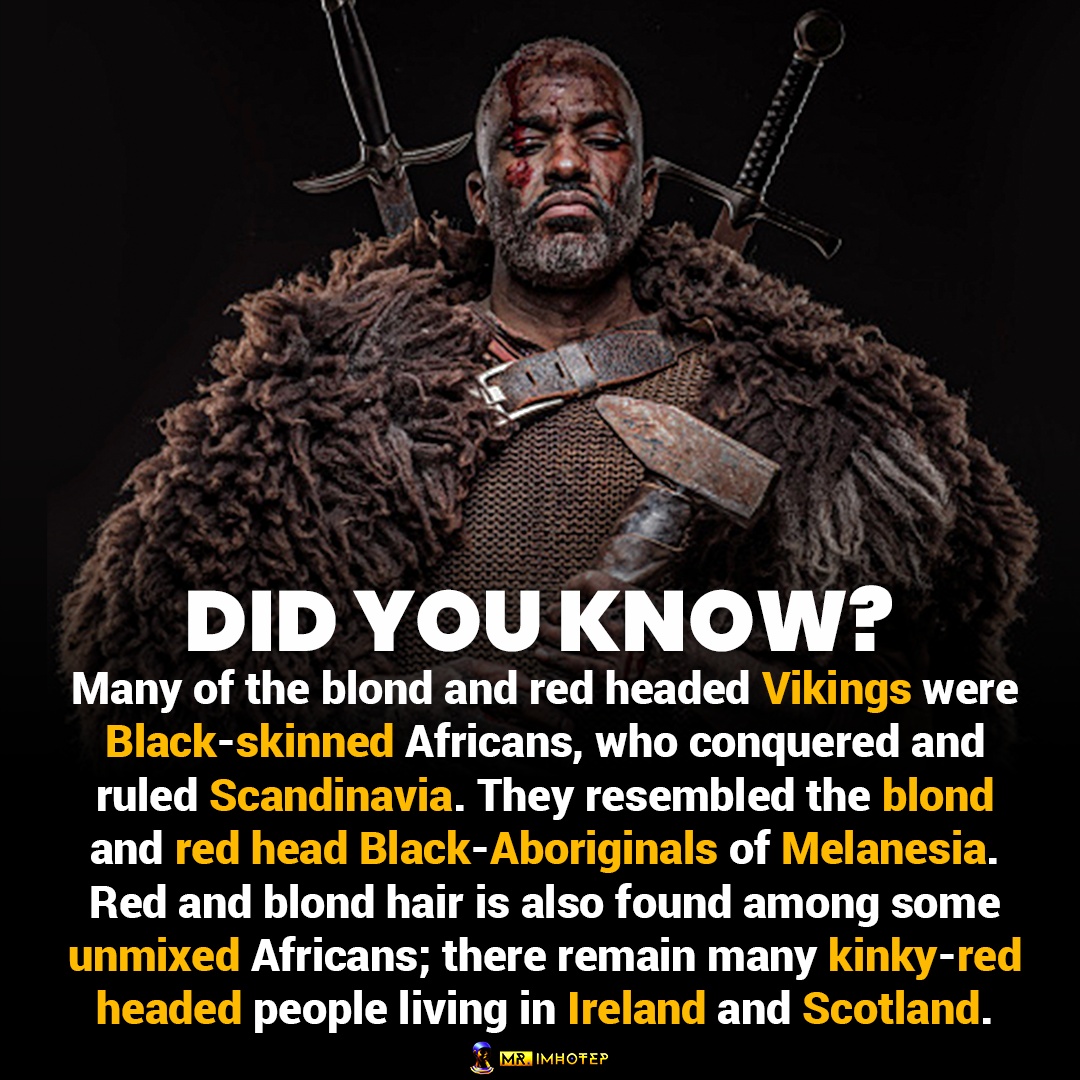 DID YOU KNOW?
Many of the blond and red headed Vikings were
Black-skinned Africans, who conquered and
ruled Scandinavia. They resembled the blond
and red head Black-Aboriginals of Melanesia.
Red and blond hair is also found among some
unmixed Africans; there remain many kinky-red
headed people living in Ireland and Scotland.
MR. IMHOTEP